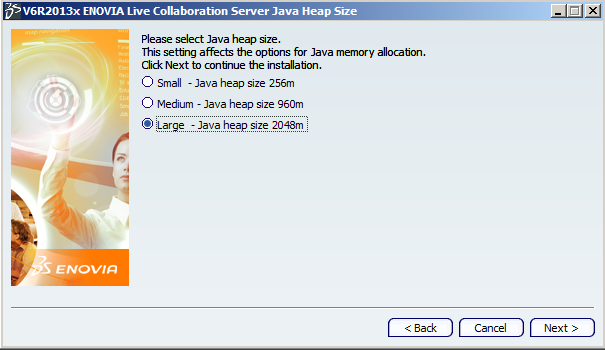 V6R2013x ENOVIA Live Collaboration Server Java Heap Size
Please select Java heap size.
This setting affects the options for Java memory allocation.
Click Next to continue the installation.
Small - Java heap size 256m
Medium - Java heap size 960m
Large - Java heap size 2048m
ENOVIA
< Back
Cancel
Next >